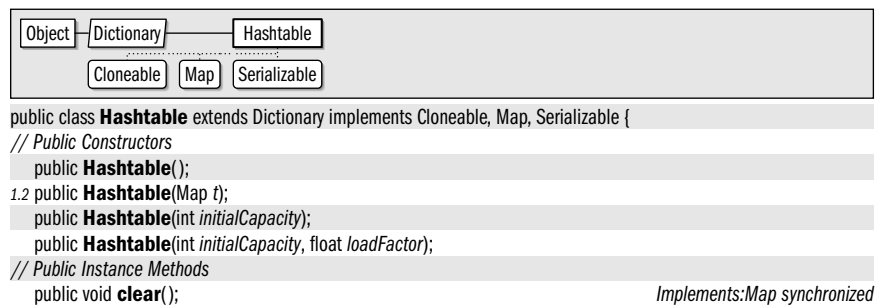 Object Dictionary Hashtable
Cloneable Map Serializable
public class Hashtable extends Dictionary implements Cloneable, Map, Serializable {
// Public Constructors
public Hashtable();
1.2 public Hashtable(Map t);
public Hashtable(int initialCapacity);
public Hashtable(int initialCapacity, float loadFactor);
// Public Instance Methods
public void clear(); Implements:Map synchronized